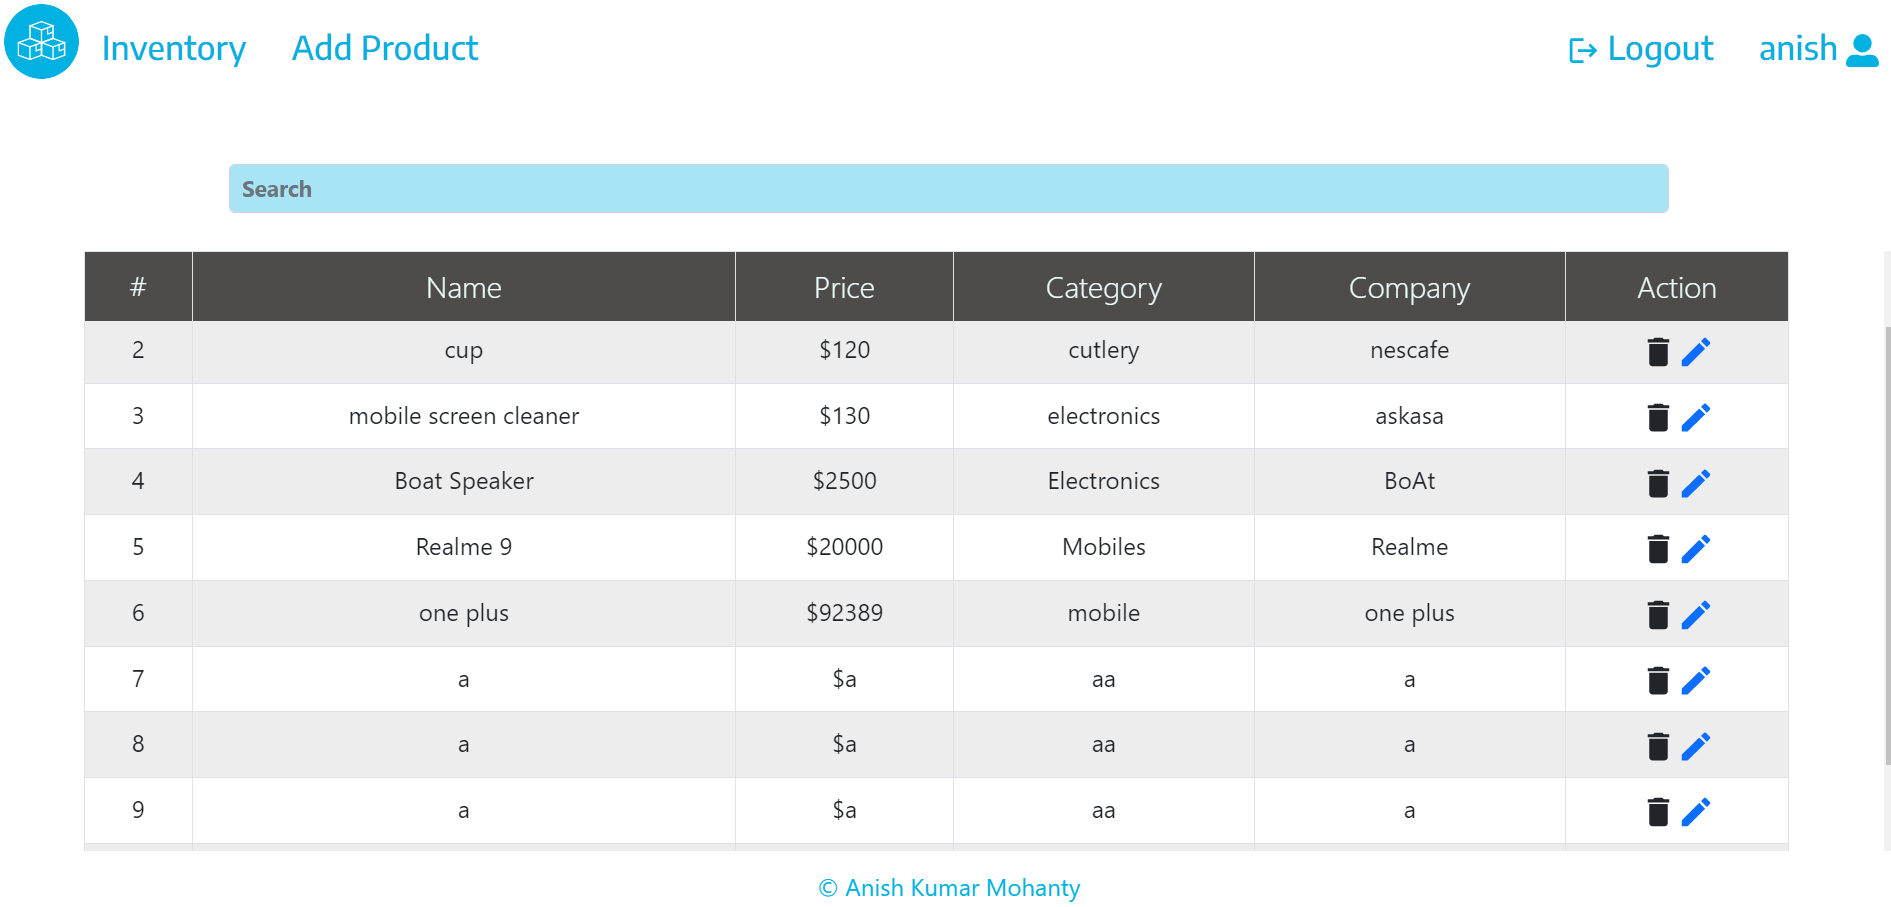 Inventory Add Product Logout anish
Search
# Name Price Category Company Action
2 cup $120 cutlery nescafe
3 mobile screen cleaner $130 electronics askasa
4 Boat Speaker $2500 Electronics BoAt
5 Realme 9 $20000 Mobiles Realme
6 one plus $92389 mobile one plus
7 a $a aa a
8 a $a aa a
9 a $a aa a
© Anish Kumar Mohanty